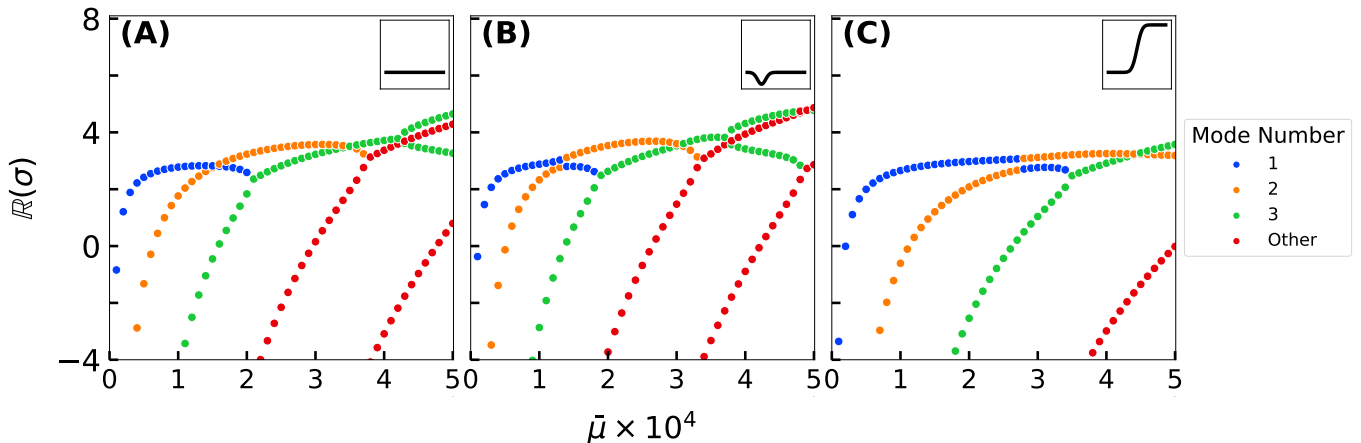 (A) (B) (C)
8
4
0
−4
ℝ(σ)
0 1 2 3 4 5
0 1 2 3 4 5
0 1 2 3 4 5
μ̄ × 10⁴
Mode Number
1
2
3
Other